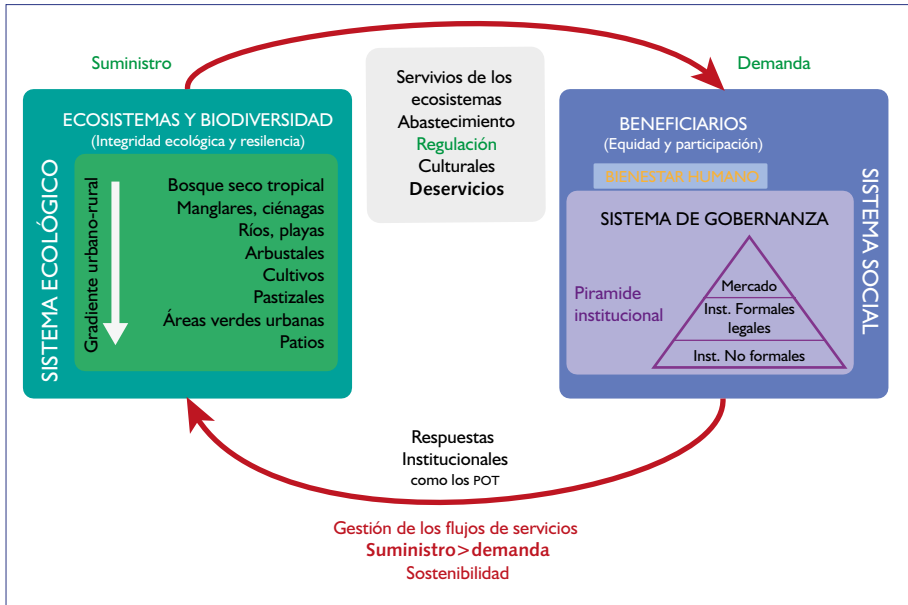 Suministro
Servivios de los
ecosistemas
Abastecimiento
Regulación
Culturales
Deservicios
Demanda
SISTEMA ECOLÓGICO
ECOSISTEMAS Y BIODIVERSIDAD
(Integridad ecológica y resilencia)
Gradiente urbano-rural
Bosque seco tropical
Manglares, ciénagas
Ríos, playas
Arbustales
Cultivos
Pastizales
Áreas verdes urbanas
Patios
BENEFICIARIOS
(Equidad y participación)
BIENESTAR HUMANO
SISTEMA DE GOBERNANZA
Piramide
institucional
Mercado
Inst. Formales
legales
Inst. No formales
SISTEMA SOCIAL
Respuestas
Institucionales
como los POT
Gestión de los flujos de servicios
Suministro>demanda
Sostenibilidad